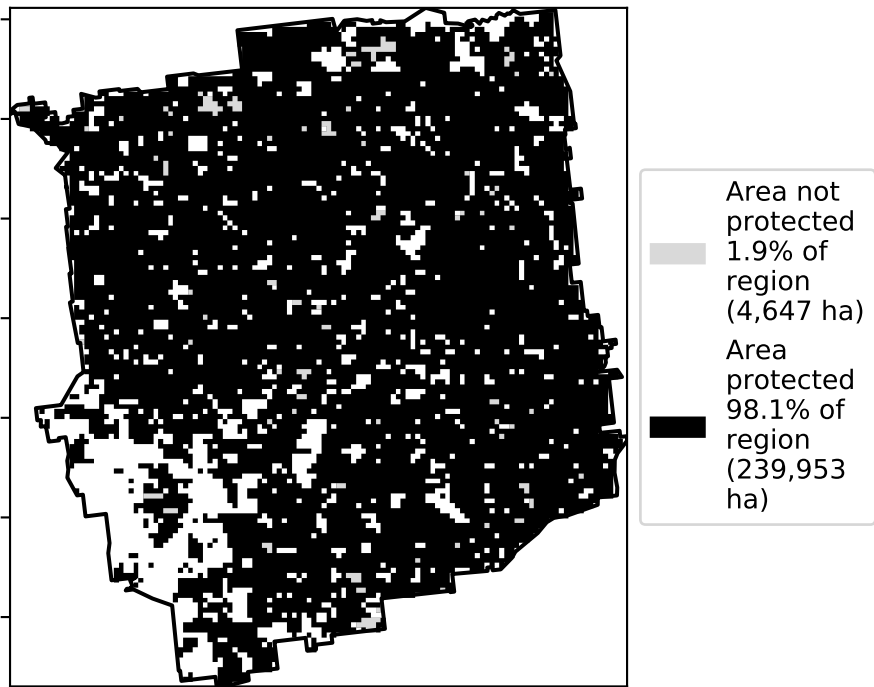 Area not
protected
1.9% of
region
(4,647 ha)
Area
protected
98.1% of
region
(239,953
ha)